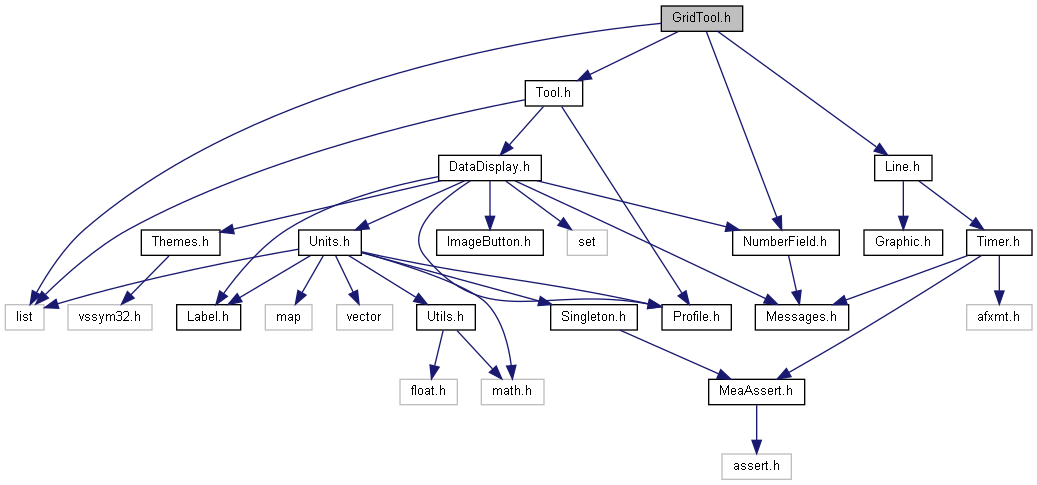 GridTool.h
Tool.h
DataDisplay.h
Line.h
Themes.h
Units.h
ImageButton.h
set
NumberField.h
Graphic.h
Timer.h
list
vssym32.h
Label.h
map
vector
Utils.h
Singleton.h
Profile.h
Messages.h
afxmt.h
float.h
math.h
MeaAssert.h
assert.h